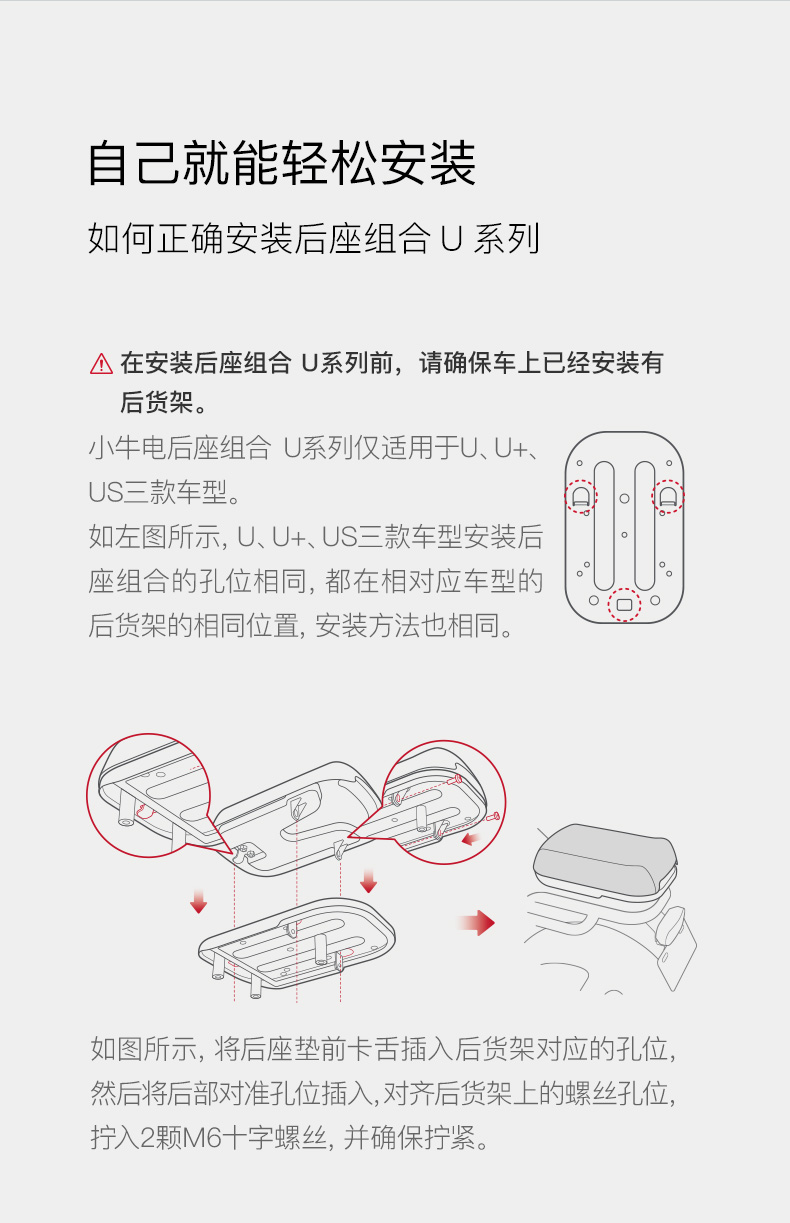 自己就能轻松安装
如何正确安装后座组合 U 系列
在安装后座组合 U系列前，请确保车上已经安装有
后货架。
小牛电后座组合 U系列仅适用于U、U+、
US三款车型。
如左图所示, U、U+、US三款车型安装后
座组合的孔位相同, 都在相对应车型的
后货架的相同位置, 安装方法也相同。
如图所示, 将后座垫前卡舌插入后货架对应的孔位,
然后将后部对准孔位插入,对齐后货架上的螺丝孔位,
拧入2颗M6十字螺丝, 并确保拧紧。